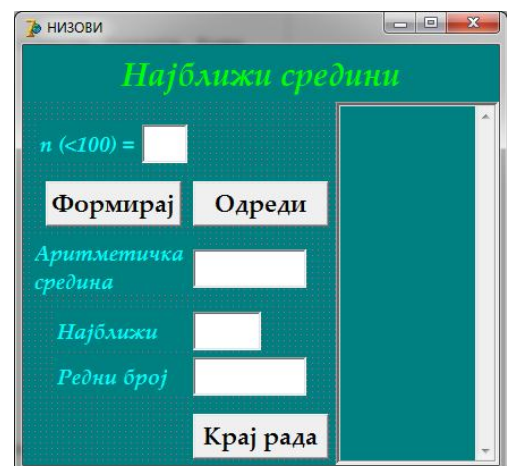 НИЗОВИ
Најближи средини
n (<100) =
Формирај Одреди
Аритметичка
средина
Најближи
Редни број
Крај рада